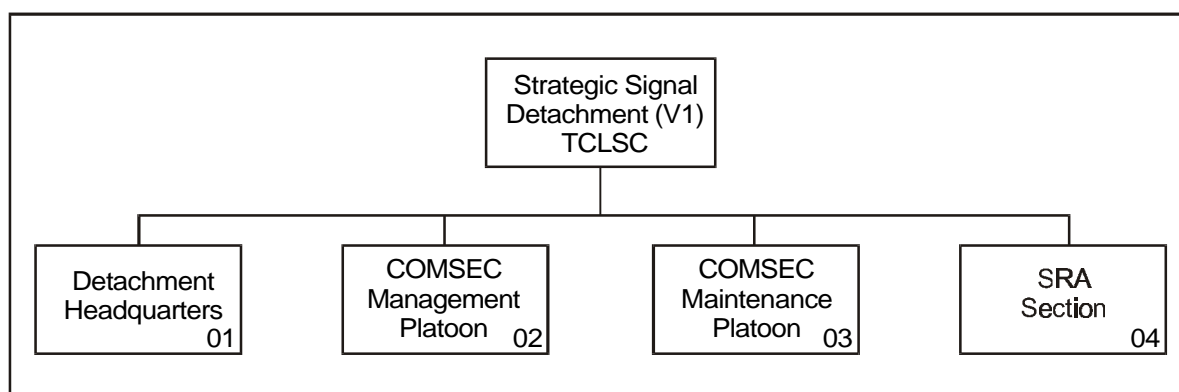 Strategic Signal
Detachment (V1)
TCLSC
Detachment
Headquarters
01
COMSEC
Management
Platoon
02
COMSEC
Maintenance
Platoon
03
SRA
Section
04